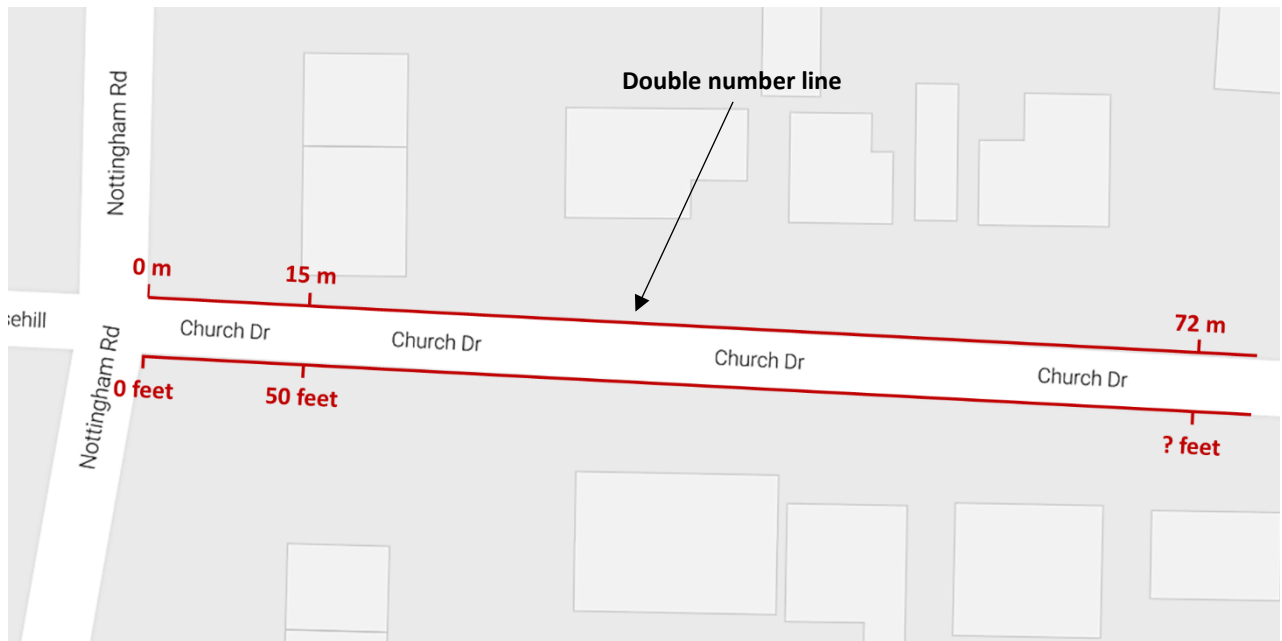 Nottingham Rd
Double number line
0 m
15 m
72 m
sehill
Church Dr
Church Dr
Church Dr
Church Dr
Nottingham Rd
0 feet
50 feet
? feet